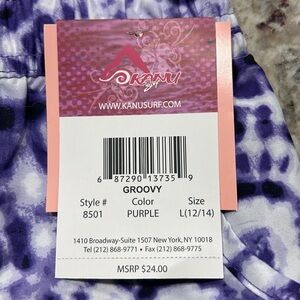 KANU
SURF
WWW.KANUSURF.COM
6 87290 13735 9
GROOVY
Style # Color Size
8501 PURPLE L(12/14)
1410 Broadway-Suite 1507 New York, NY 10018
Tel (212) 868-9771 • Fax (212) 868-9775
MSRP $24.00